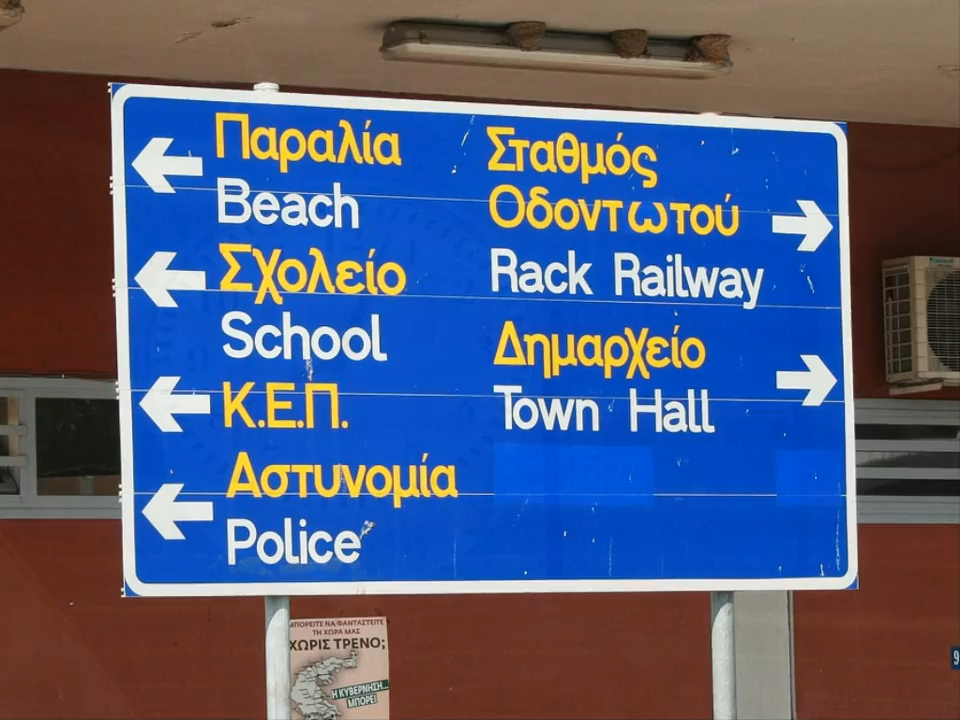 Παραλία
Beach
Σχολείο
School
Κ.Ε.Π.
Αστυνομία
Police
Σταθμός
Οδοντωτού
Rack Railway
Δημαρχείο
Town Hall
ΜΠΟΡΕΙΤΕ ΝΑ ΦΑΝΤΑΣΤΕΙΤΕ
ΤΗ ΧΩΡΑ ΜΑΣ
ΧΩΡΙΣ ΤΡΕΝΟ;
Η ΚΥΒΕΡΝΗΣΗ...
ΜΠΟΡΕΙ!
9